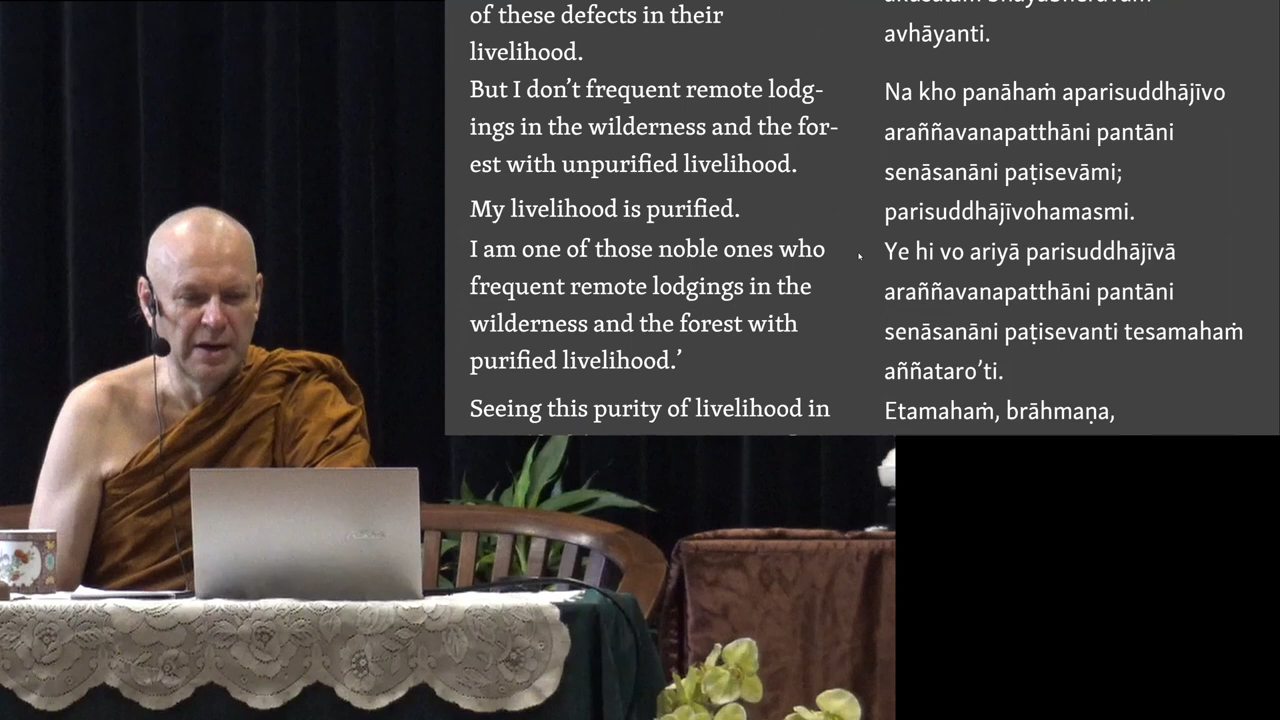 of these defects in their
livelihood.
But I don’t frequent remote lodg-
ings in the wilderness and the for-
est with unpurified livelihood.
My livelihood is purified.
I am one of those noble ones who
frequent remote lodgings in the
wilderness and the forest with
purified livelihood.’
Seeing this purity of livelihood in
avhāyanti.
Na kho panāhaṁ aparisuddhājīvo
araññavanapatthāni pantāni
senāsanāni paṭisevāmi;
parisuddhājīvohamasmi.
Ye hi vo ariyā parisuddhājīvā
araññavanapatthāni pantāni
senāsanāni paṭisevanti tesamahaṁ
aññataro’ti.
Etamahaṁ, brāhmaṇa,